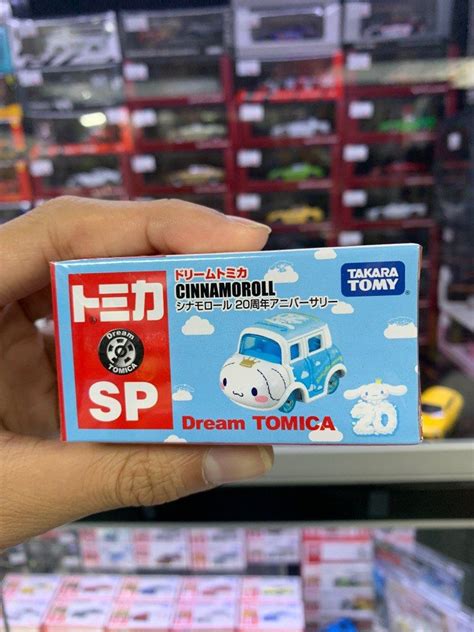 トミカ
Dream
TOMICA
SP
ドリームトミカ
CINNAMOROLL
シナモロール 20周年アニバーサリー
TAKARA
TOMY
Dream TOMICA
20